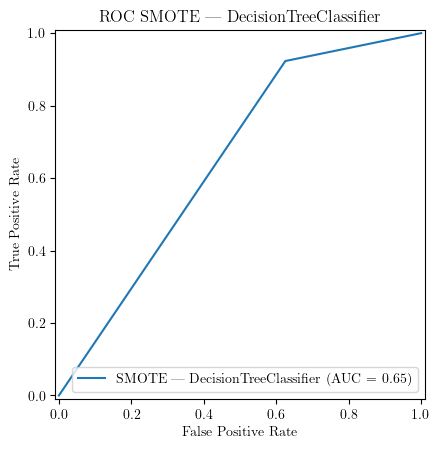 ROC SMOTE — DecisionTreeClassifier
1.0
0.8
0.6
0.4
0.2
0.0
True Positive Rate
SMOTE — DecisionTreeClassifier (AUC = 0.65)
0.0 0.2 0.4 0.6 0.8 1.0
False Positive Rate